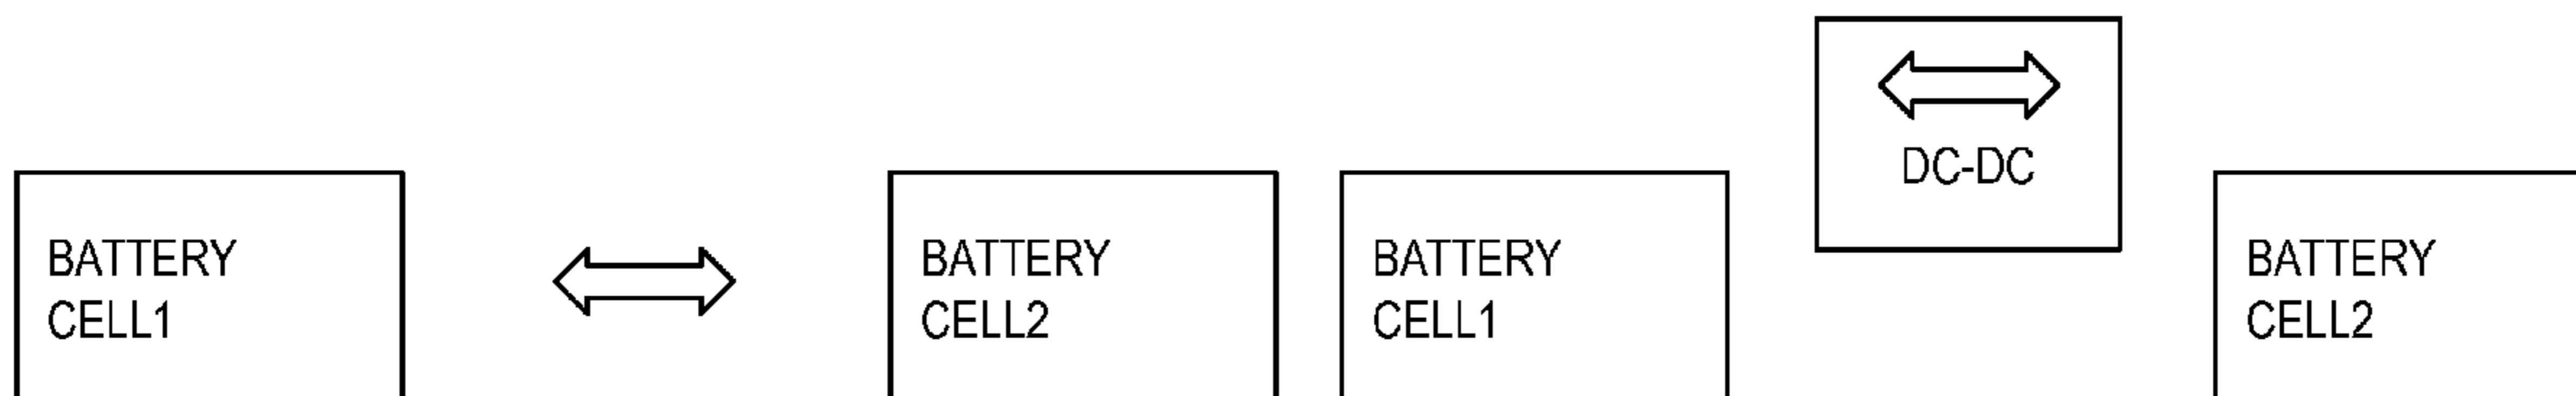 BATTERY
CELL1
BATTERY
CELL2
BATTERY
CELL1
DC-DC
BATTERY
CELL2